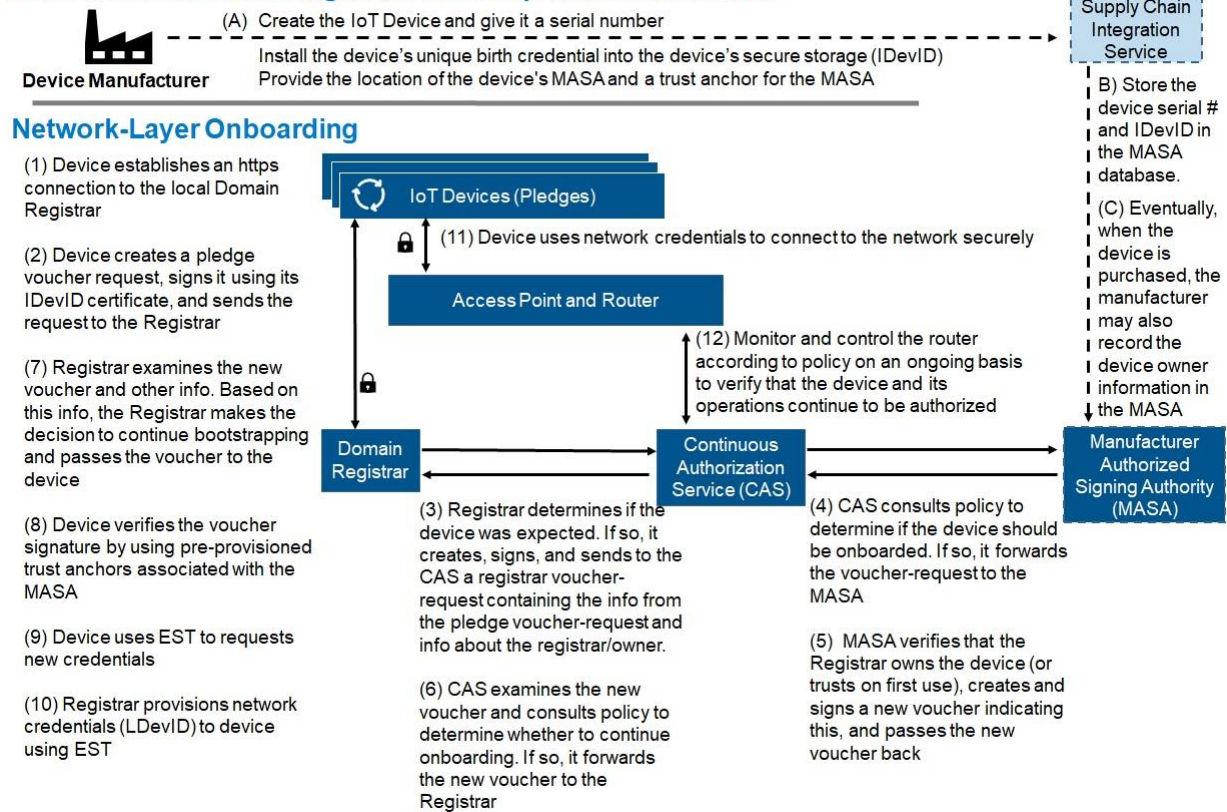 (A) Create the IoT Device and give it a serial number
Install the device's unique birth credential into the device's secure storage (IDevID)
Provide the location of the device's MASA and a trust anchor for the MASA
Device Manufacturer
Supply Chain
Integration
Service
B) Store the
device serial #
and IDevID in
the MASA
database.
(C) Eventually,
when the
device is
purchased, the
manufacturer
may also
record the
device owner
information in
the MASA
Network-Layer Onboarding
(1) Device establishes an https
connection to the local Domain
Registrar
(2) Device creates a pledge
voucher request, signs it using its
IDevID certificate, and sends the
request to the Registrar
(7) Registrar examines the new
voucher and other info. Based on
this info, the Registrar makes the
decision to continue bootstrapping
and passes the voucher to the
device
(8) Device verifies the voucher
signature by using pre-provisioned
trust anchors associated with the
MASA
(9) Device uses EST to requests
new credentials
(10) Registrar provisions network
credentials (LDevID) to device
using EST
IoT Devices (Pledges)
(11) Device uses network credentials to connect to the network securely
Access Point and Router
(12) Monitor and control the router
according to policy on an ongoing basis
to verify that the device and its
operations continue to be authorized
Domain
Registrar
Continuous
Authorization
Service (CAS)
Manufacturer
Authorized
Signing Authority
(MASA)
(3) Registrar determines if the
device was expected. If so, it
creates, signs, and sends to the
CAS a registrar voucher-
request containing the info from
the pledge voucher-request and
info about the registrar/owner.
(6) CAS examines the new
voucher and consults policy to
determine whether to continue
onboarding. If so, it forwards
the new voucher to the
Registrar
(4) CAS consults policy to
determine if the device should
be onboarded. If so, it forwards
the voucher-request to the
MASA
(5) MASA verifies that the
Registrar owns the device (or
trusts on first use), creates and
signs a new voucher indicating
this, and passes the new
voucher back